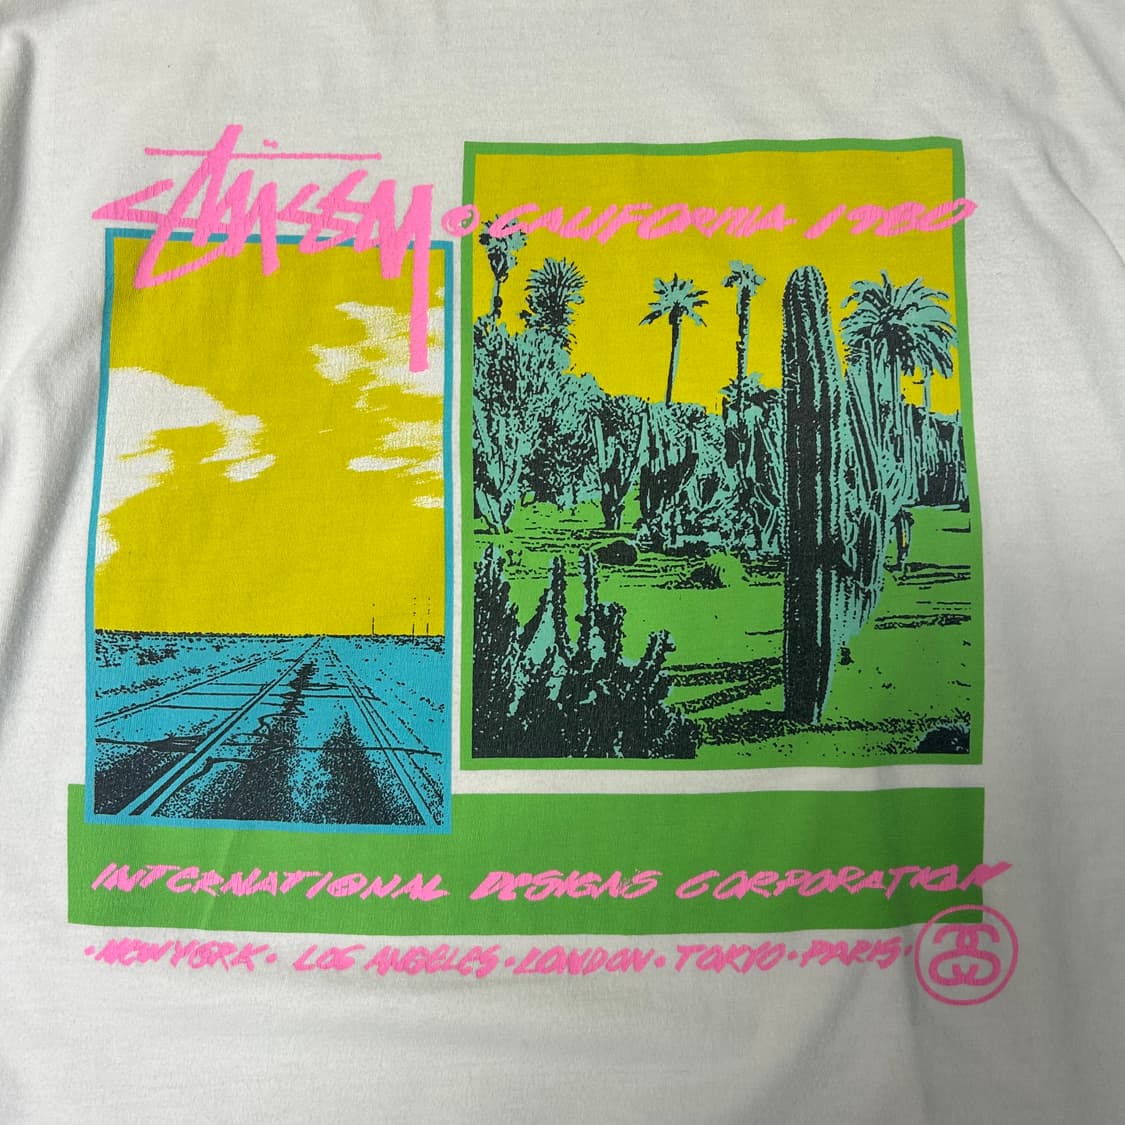 STÜSSY
© CALIFORNIA 1980
INTERNATIONAL DESIGNS CORPORATION
·NEW YORK· LOS ANGELES·LONDON·TOKYO·PARIS·
SS